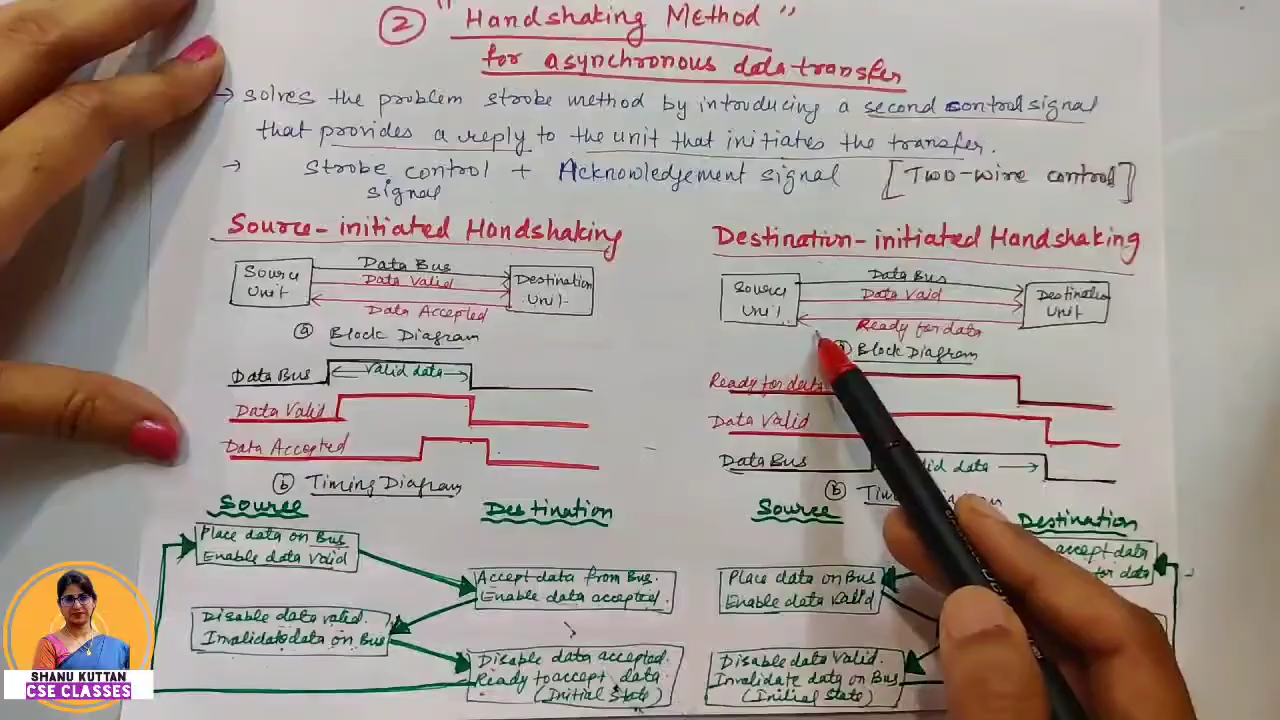 ② "Handshaking Method"
for asynchronous data transfer
→ solves the problem strobe method by introducing a second control signal
that provides a reply to the unit that initiates the transfer.
→ strobe control + Acknowledgement signal [Two-wire control]
signal
Source-initiated Handshaking
Source Unit
Data Bus
Data Valid
Data Accepted
Destination Unit
ⓐ Block Diagram
Data Bus
valid data
Data Valid
Data Accepted
ⓑ Timing Diagram
Source
Destination
Place data on Bus
Enable data valid
Accept data from Bus.
Enable data accepted.
Disable data valid.
Invalidate data on Bus
Disable data accepted.
Ready to accept data
(Initial State)
Destination-initiated Handshaking
Source Unit
Data Bus
Data Vaid
Ready for data
Destination Unit
Block Diagram
Ready for data
Data Valid
Data Bus
data
ⓑ
Source
Destination
accept data
for data
Place data on Bus
Enable data valid
Disable data valid.
Invalidate data on Bus
(Initial State)
SHANU KUTTAN
CSE CLASSES